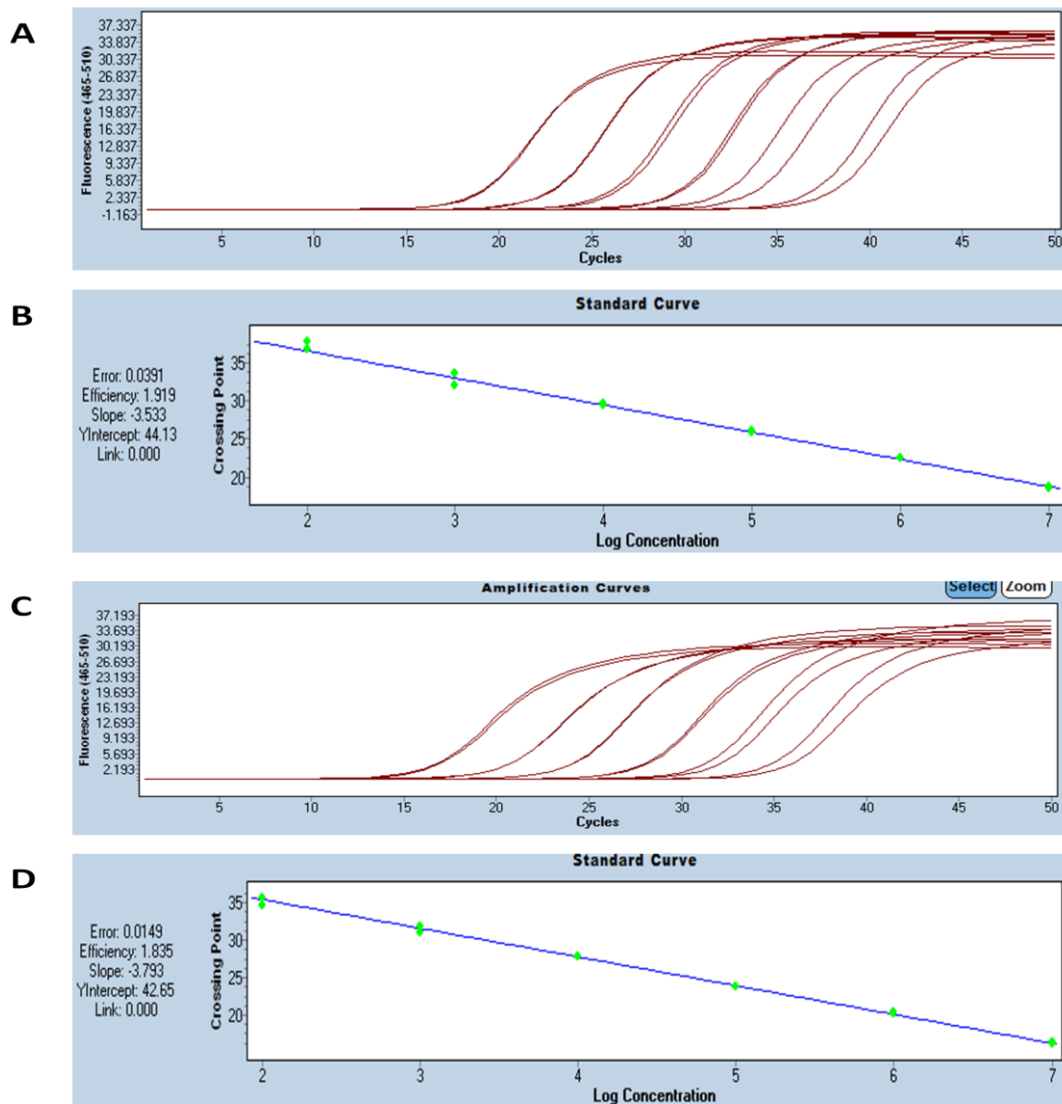 A
37.337
33.837
30.337
26.837
23.337
19.837
16.337
12.837
9.337
5.837
2.337
-1.163
Fluorescence (465-510)
5 10 15 20 25 30 35 40 45 50
Cycles
B
Standard Curve
Error: 0.0391
Efficiency: 1.919
Slope: -3.533
YIntercept: 44.13
Link: 0.000
Crossing Point
35
30
25
20
2 3 4 5 6 7
Log Concentration
C
Amplification Curves
Select Zoom
37.193
33.693
30.193
26.693
23.193
19.693
16.193
12.693
9.193
5.693
2.193
Fluorescence (465-510)
5 10 15 20 25 30 35 40 45 50
Cycles
D
Standard Curve
Error: 0.0149
Efficiency: 1.835
Slope: -3.793
YIntercept: 42.65
Link: 0.000
Crossing Point
35
30
25
20
2 3 4 5 6 7
Log Concentration